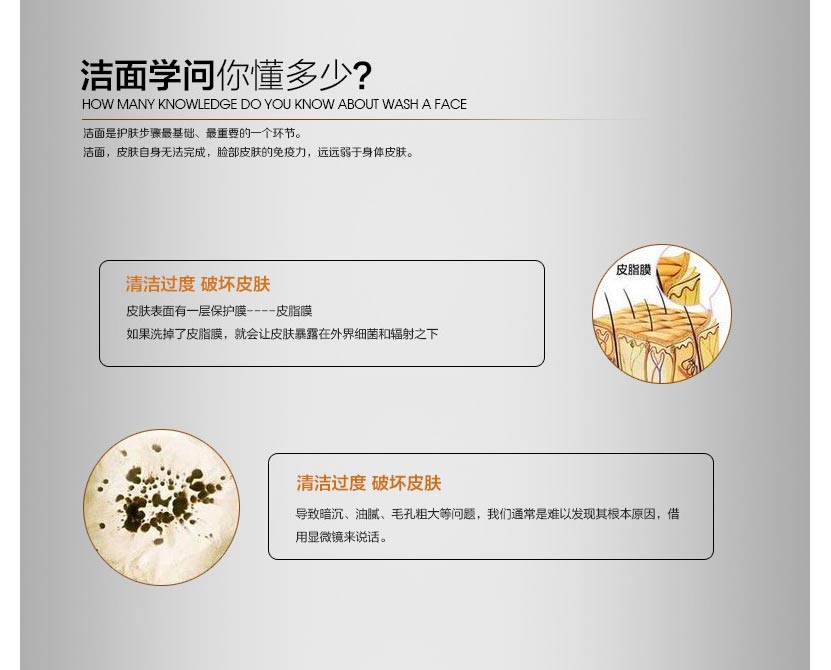 洁面学问你懂多少?
HOW MANY KNOWLEDGE DO YOU KNOW ABOUT WASH A FACE
洁面是护肤步骤最基础、最重要的一个环节。
洁面，皮肤自身无法完成，脸部皮肤的免疫力，远远弱于身体皮肤。
清洁过度 破坏皮肤
皮肤表面有一层保护膜----皮脂膜
如果洗掉了皮脂膜，就会让皮肤暴露在外界细菌和辐射之下
皮脂膜
清洁过度 破坏皮肤
导致暗沉、油腻、毛孔粗大等问题，我们通常是难以发现其根本原因，借
用显微镜来说话。